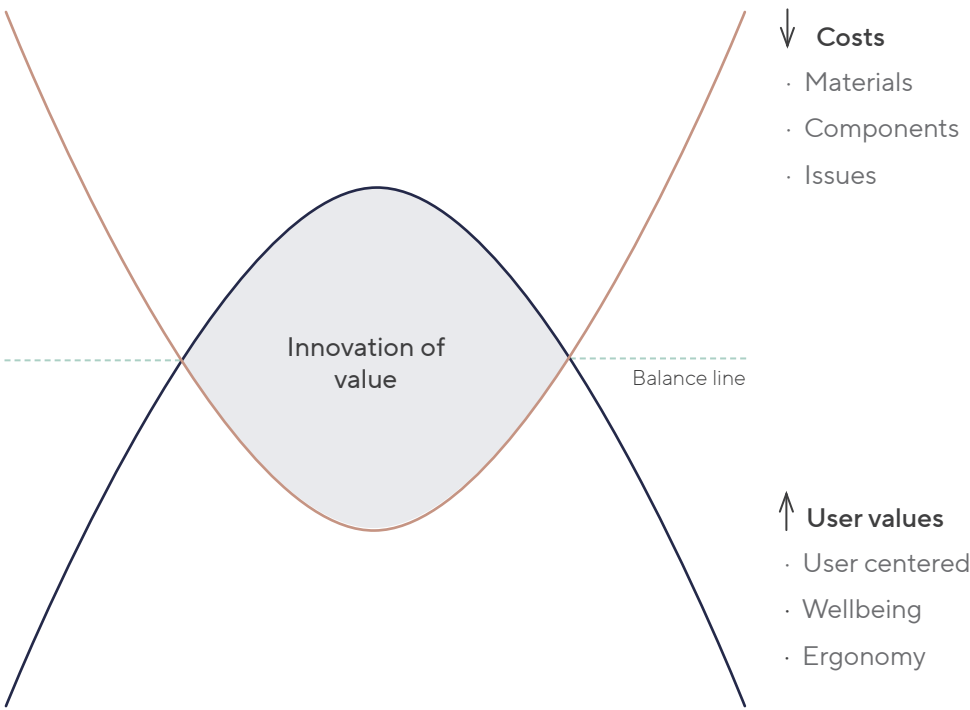 Costs
· Materials
· Components
· Issues
Innovation of
value
Balance line
User values
· User centered
· Wellbeing
· Ergonomy